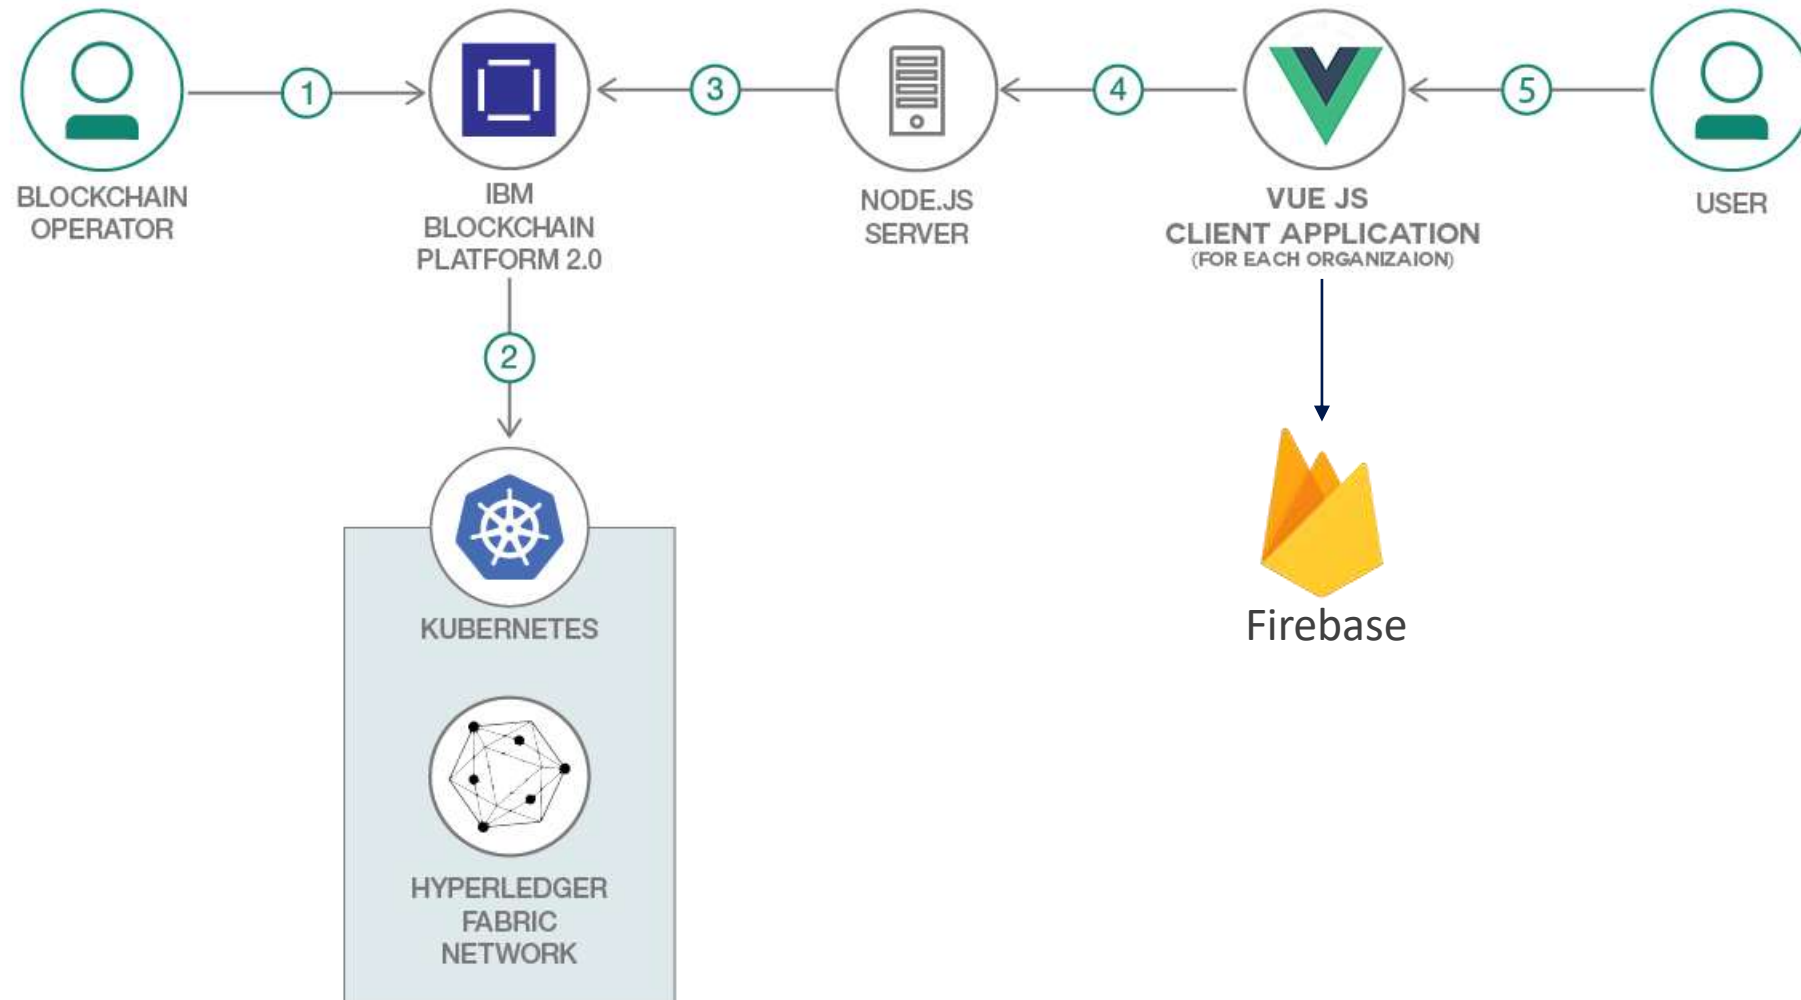 1
3
4
5
BLOCKCHAIN
OPERATOR
IBM
BLOCKCHAIN
PLATFORM 2.0
NODE.JS
SERVER
VUE JS
CLIENT APPLICATION
(FOR EACH ORGANIZAION)
USER
2
KUBERNETES
Firebase
HYPERLEDGER
FABRIC
NETWORK